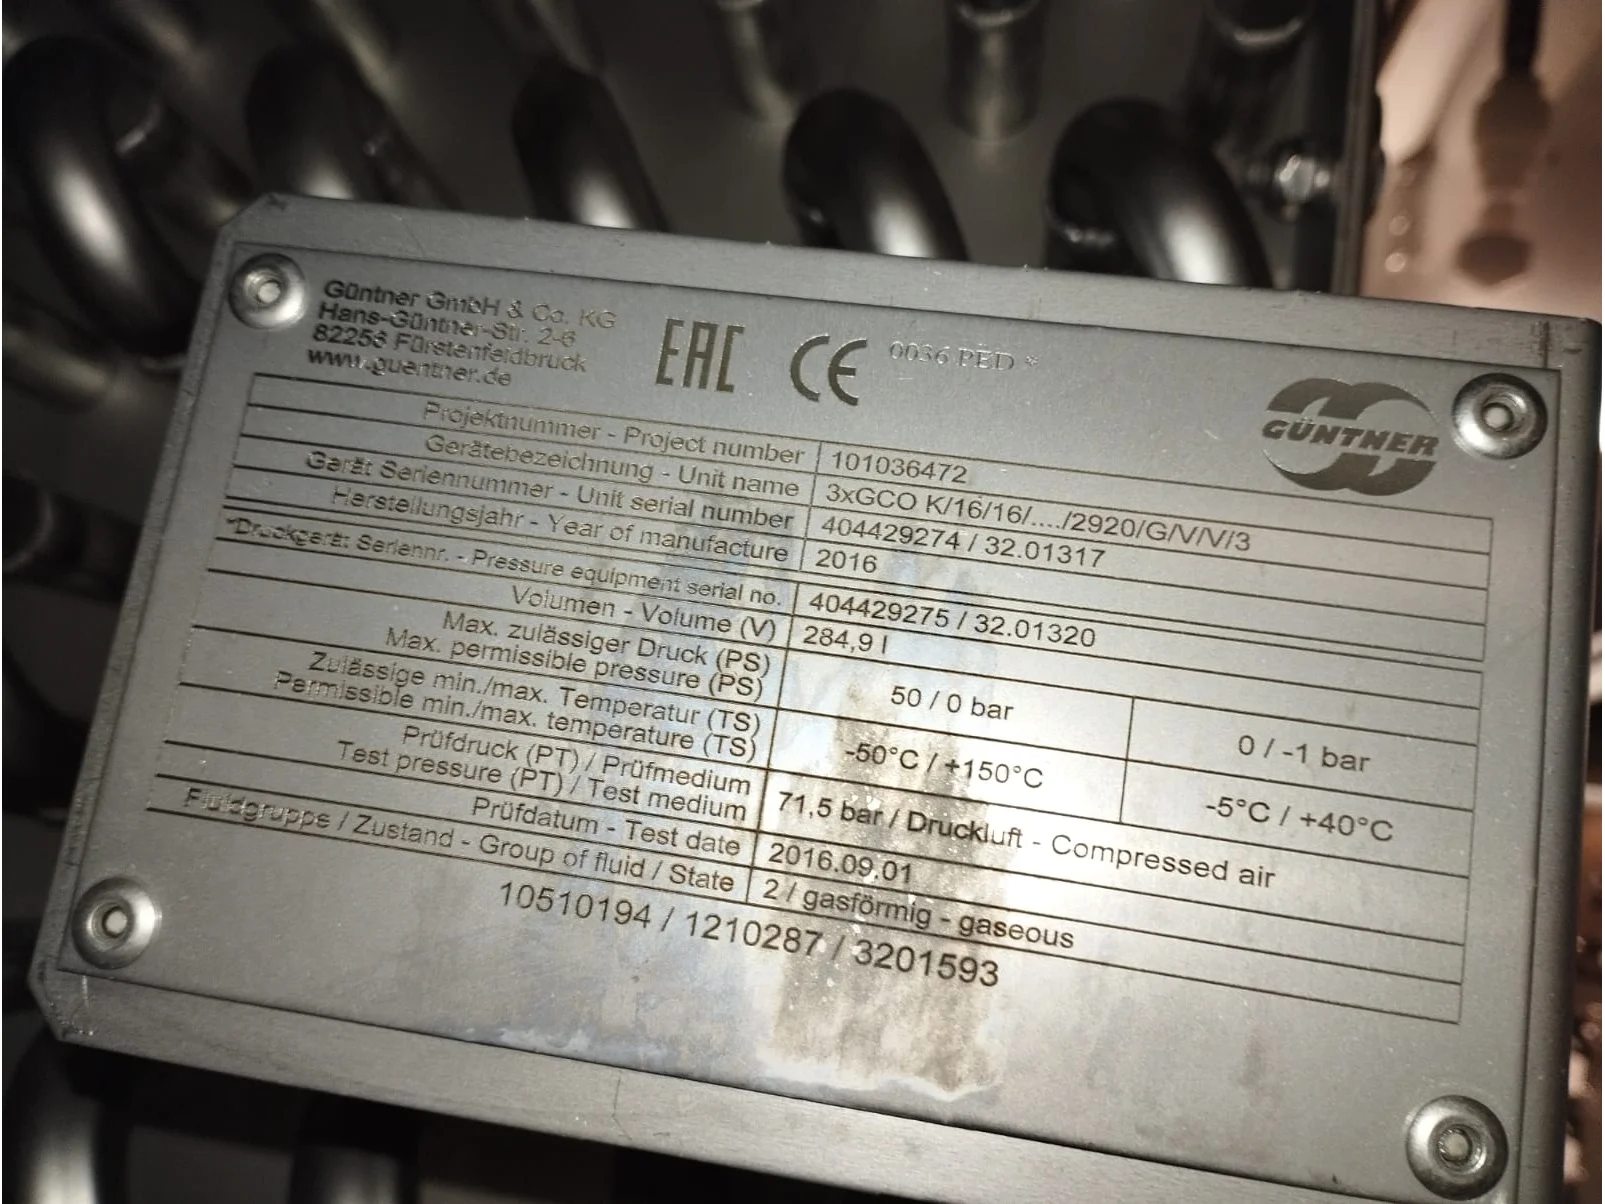 Güntner GmbH & Co. KG
Hans-Güntner-Str. 2-6
82256 Fürstenfeldbruck
www.guentner.de
EAC CE 0036 PED *
GÜNTNER
Projektnummer - Project number 101036472
Gerätebezeichnung - Unit name 3xGCO K/16/16/..../2920/G/V/V/3
Gerät Seriennummer - Unit serial number 404429274 / 32.01317
Herstellungsjahr - Year of manufacture 2016
*Druckgerät Seriennr. - Pressure equipment serial no. 404429275 / 32.01320
Volumen - Volume (V) 284,9 l
Max. zulässiger Druck (PS)
Max. permissible pressure (PS) 50 / 0 bar 0 / -1 bar
Zulässige min./max. Temperatur (TS)
Permissible min./max. temperature (TS) -50°C / +150°C -5°C / +40°C
Prüfdruck (PT) / Prüfmedium
Test pressure (PT) / Test medium 71,5 bar / Druckluft - Compressed air
Prüfdatum - Test date 2016.09.01
Fluidgruppe / Zustand - Group of fluid / State 2 / gasförmig - gaseous
10510194 / 1210287 / 3201593